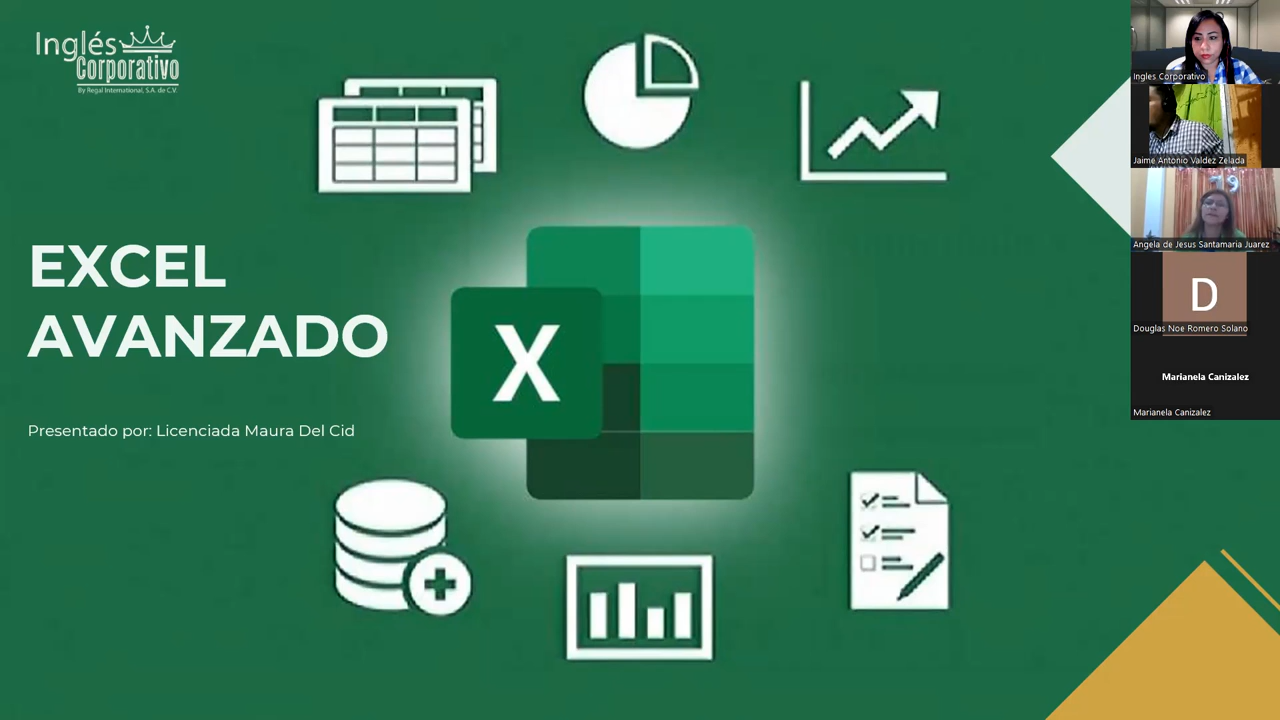 Inglés
Corporativo
By Regal International, S.A. de C.V.
EXCEL
AVANZADO
Presentado por: Licenciada Maura Del Cid
X
Ingles Corporativo
Jaime Antonio Valdez Zelada
19
Angela de Jesus Santamaria Juarez
D
Douglas Noe Romero Solano
Marianela Canizalez
Marianela Canizalez